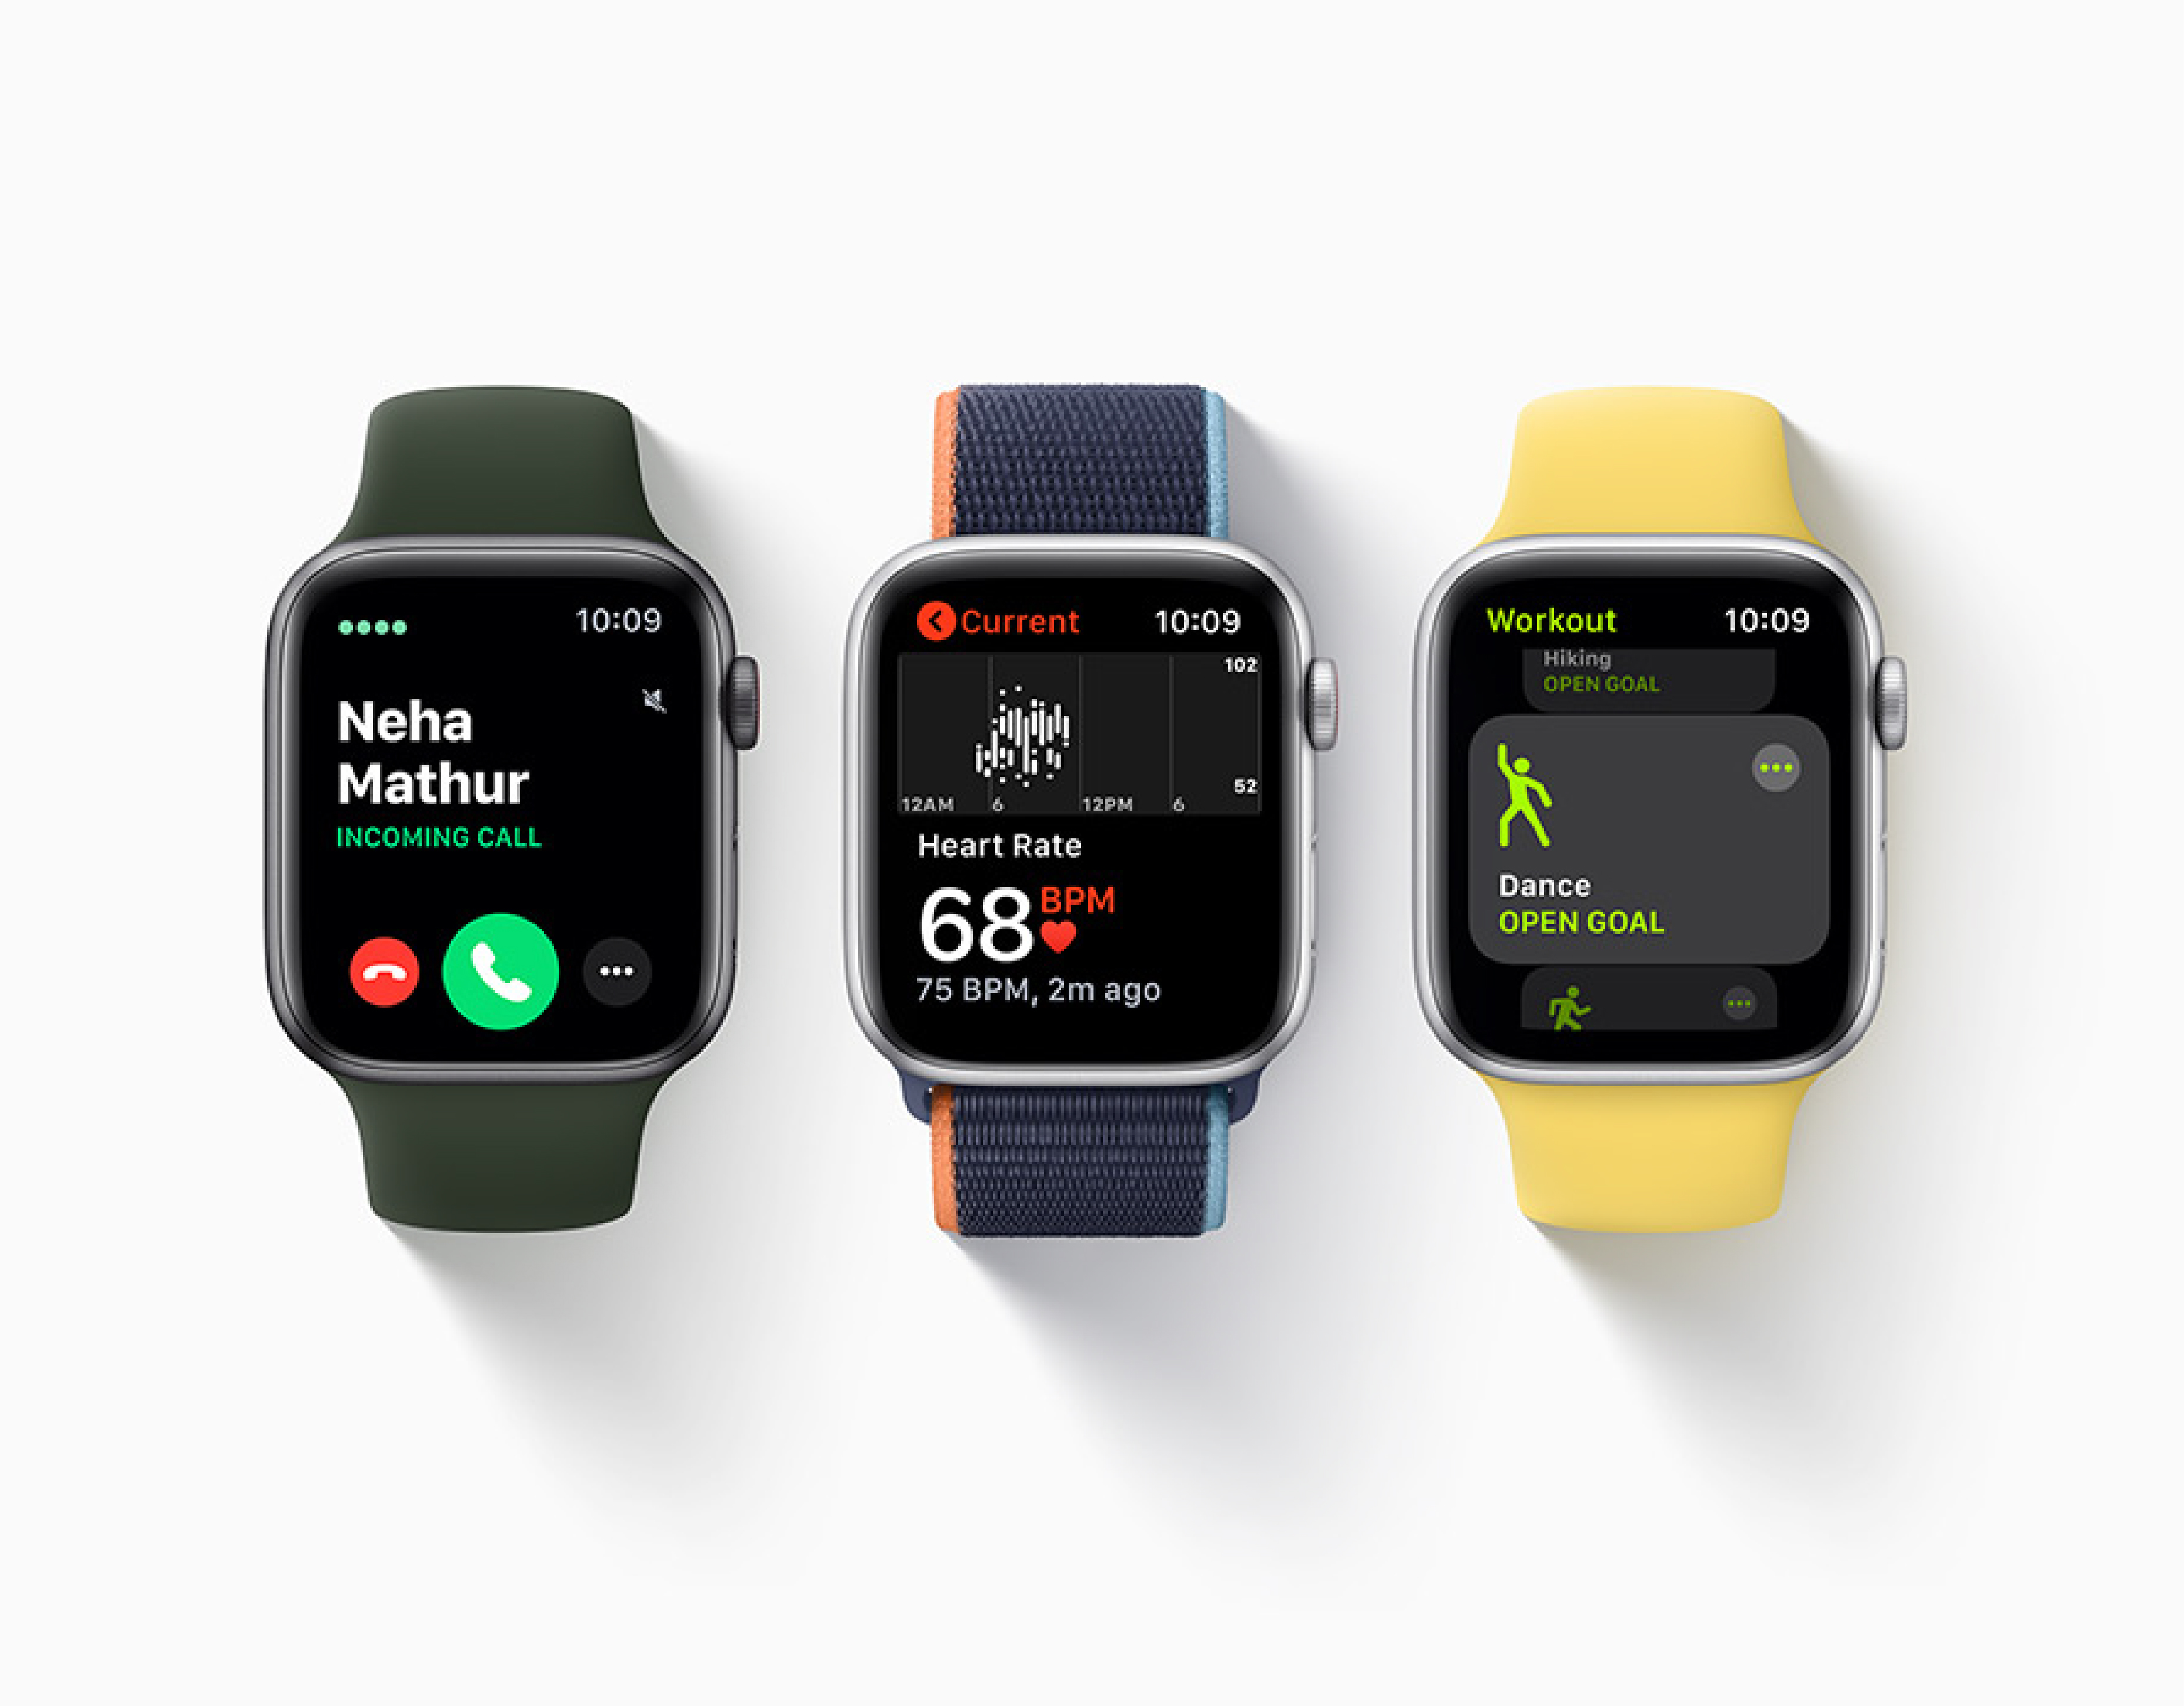 10:09
Neha
Mathur
INCOMING CALL
Current 10:09
102
52
12AM 6 12PM 6
Heart Rate
68 BPM
75 BPM, 2m ago
Workout 10:09
Hiking
OPEN GOAL
Dance
OPEN GOAL